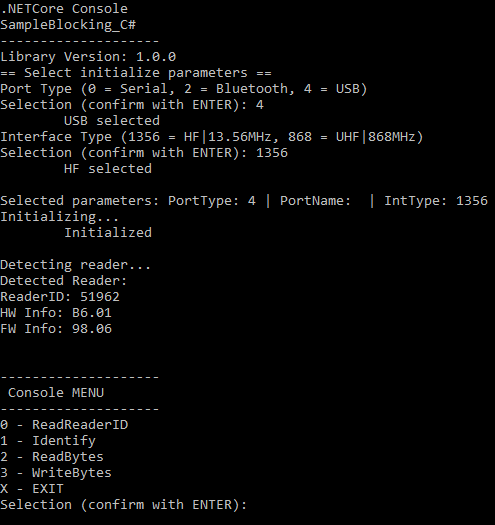 .NETCore Console
SampleBlocking_C#
--------------------
Library Version: 1.0.0
== Select initialize parameters ==
Port Type (0 = Serial, 2 = Bluetooth, 4 = USB)
Selection (confirm with ENTER): 4
        USB selected
Interface Type (1356 = HF|13.56MHz, 868 = UHF|868MHz)
Selection (confirm with ENTER): 1356
        HF selected

Selected parameters: PortType: 4 | PortName:  | IntType: 1356
Initializing...
        Initialized

Detecting reader...
Detected Reader:
ReaderID: 51962
HW Info: B6.01
FW Info: 98.06


--------------------
 Console MENU
--------------------
0 - ReadReaderID
1 - Identify
2 - ReadBytes
3 - WriteBytes
X - EXIT
Selection (confirm with ENTER):